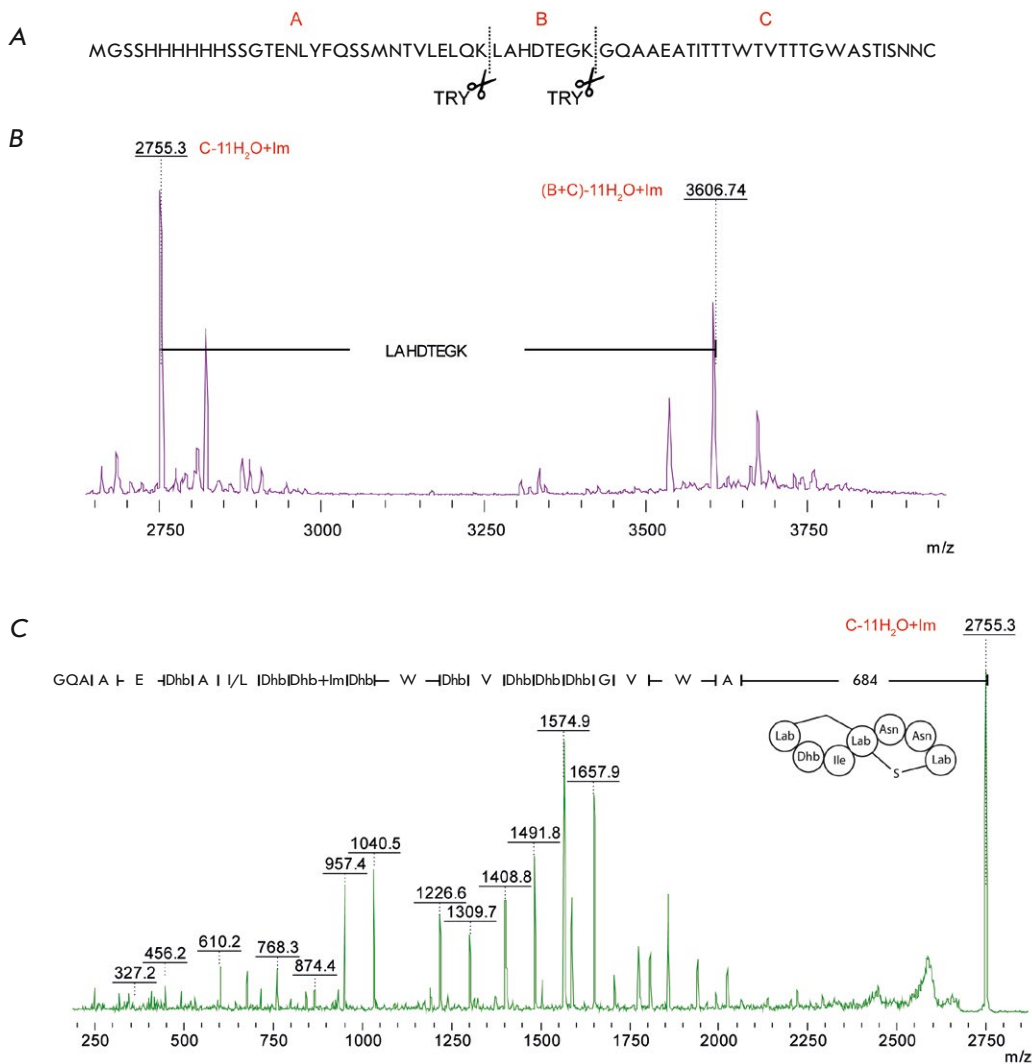 A
A B C
MGSSHHHHHHSSGTENLYFQSSMNTVLELQKLAHDTEGKGQAAEATITTTWTVTTTGWASTISNNC
TRY TRY
B
2755.3 C-11H₂O+Im
(B+C)-11H₂O+Im 3606.74
LAHDTEGK
2750 3000 3250 3500 3750
m/z
C
C-11H₂O+Im 2755.3
GQA A E Dhb A I/L Dhb Dhb+Im Dhb W Dhb V Dhb Dhb Dhb G V W A 684
Lab Dhb Ile Lab Asn Asn Lab S
1574.9
1657.9
1491.8
1040.5
957.4
1408.8
1226.6
1309.7
610.2
768.3
456.2
874.4
327.2
250 500 750 1000 1250 1500 1750 2000 2250 2500 2750
m/z